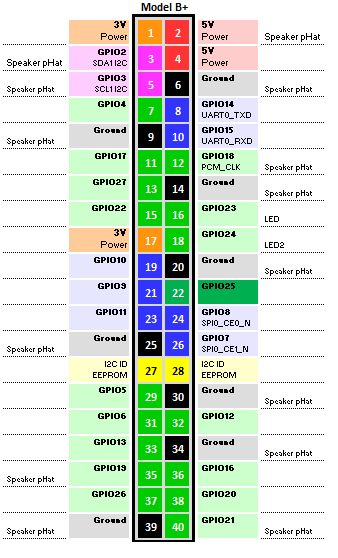 Model B+
3V Power 1 2 5V Power Speaker pHat
Speaker pHat GPIO2 SDA1 I2C 3 4 5V Power
Speaker pHat GPIO3 SCL1 I2C 5 6 Ground Speaker pHat
GPIO4 7 8 GPIO14 UART0_TXD
Speaker pHat Ground 9 10 GPIO15 UART0_RXD
GPIO17 11 12 GPIO18 PCM_CLK Speaker pHat
GPIO27 13 14 Ground Speaker pHat
GPIO22 15 16 GPIO23 LED
3V Power 17 18 GPIO24 LED2
GPIO10 19 20 Ground Speaker pHat
GPIO9 21 22 GPIO25
GPIO11 23 24 GPIO8 SPI0_CE0_N
Speaker pHat Ground 25 26 GPIO7 SPI0_CE1_N
I2C ID EEPROM 27 28 I2C ID EEPROM
GPIO5 29 30 Ground Speaker pHat
GPIO6 31 32 GPIO12
GPIO13 33 34 Ground Speaker pHat
Speaker pHat GPIO19 35 36 GPIO16
GPIO26 37 38 GPIO20
Speaker pHat Ground 39 40 GPIO21 Speaker pHat